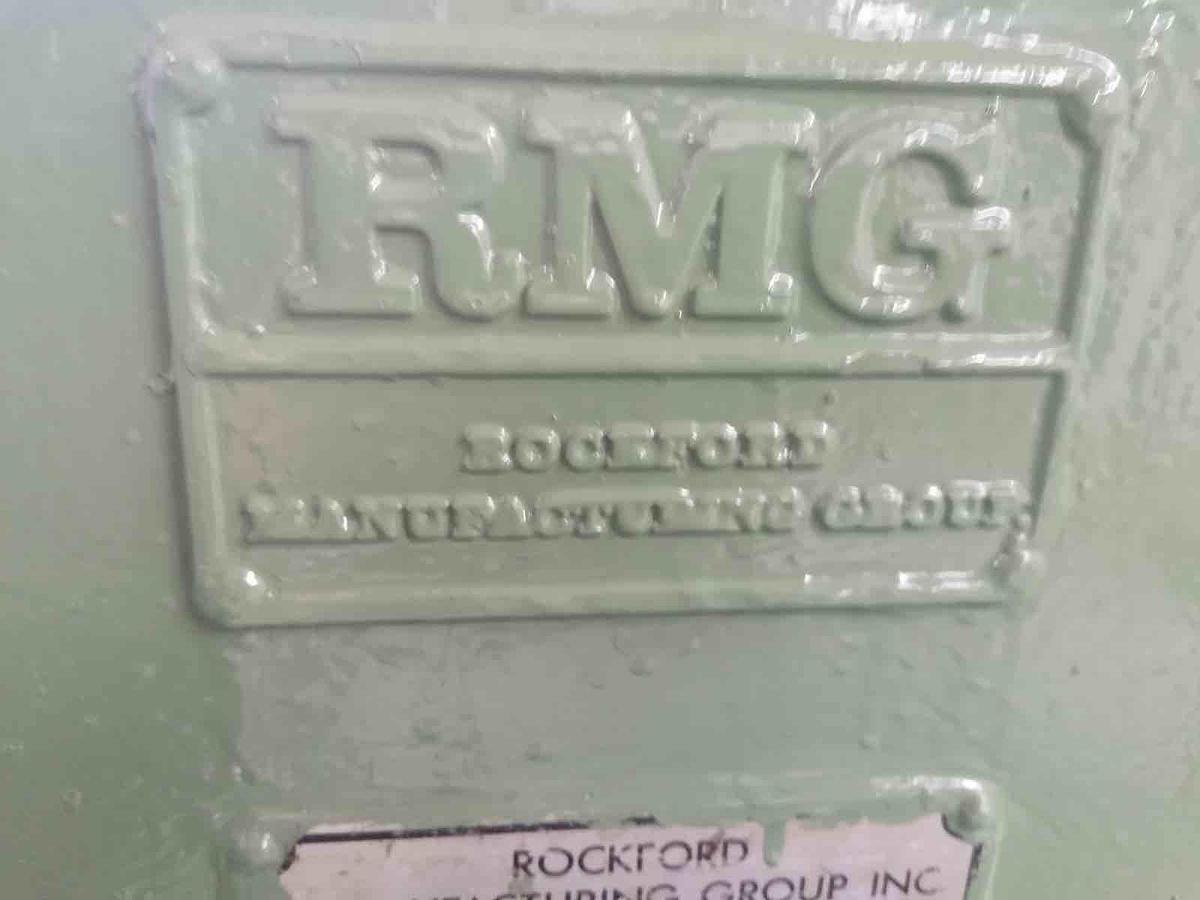 RMG
ROCKFORD
MANUFACTURING GROUP.
ROCKFORD
GROUP INC